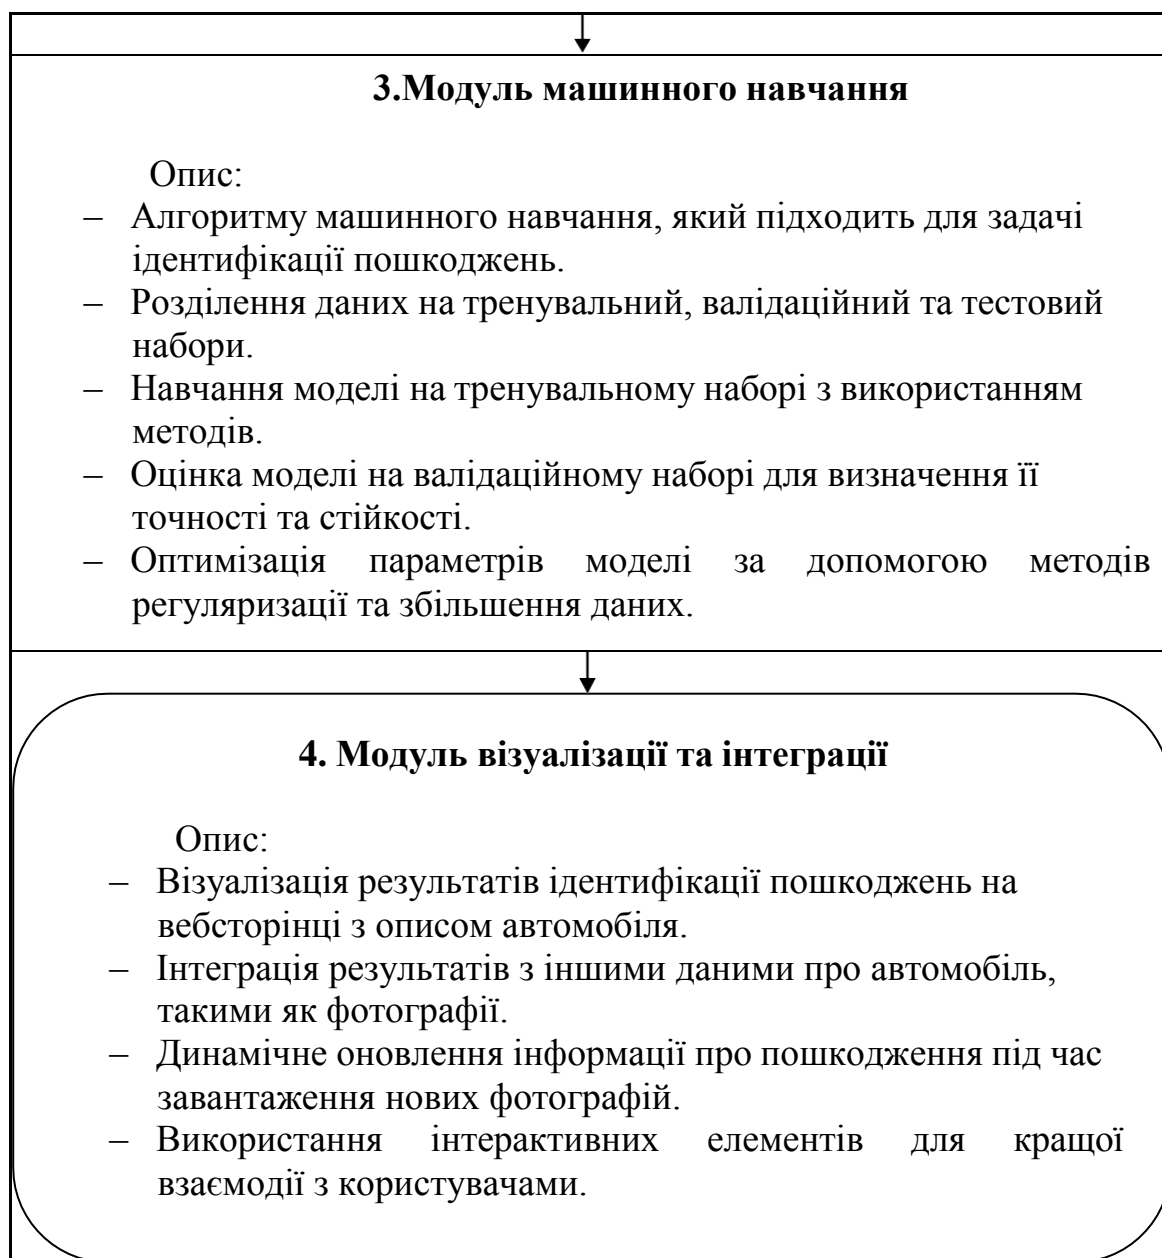 3.Модуль машинного навчання
Опис:
– Алгоритму машинного навчання, який підходить для задачі
ідентифікації пошкоджень.
– Розділення даних на тренувальний, валідаційний та тестовий
набори.
– Навчання моделі на тренувальному наборі з використанням
методів.
– Оцінка моделі на валідаційному наборі для визначення її
точності та стійкості.
– Оптимізація параметрів моделі за допомогою методів
регуляризації та збільшення даних.
4. Модуль візуалізації та інтеграції
Опис:
– Візуалізація результатів ідентифікації пошкоджень на
вебсторінці з описом автомобіля.
– Інтеграція результатів з іншими даними про автомобіль,
такими як фотографії.
– Динамічне оновлення інформації про пошкодження під час
завантаження нових фотографій.
– Використання інтерактивних елементів для кращої
взаємодії з користувачами.